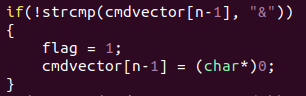 if(!strcmp(cmdvector[n-1], "&"))
{
    flag = 1;
    cmdvector[n-1] = (char*)0;
}